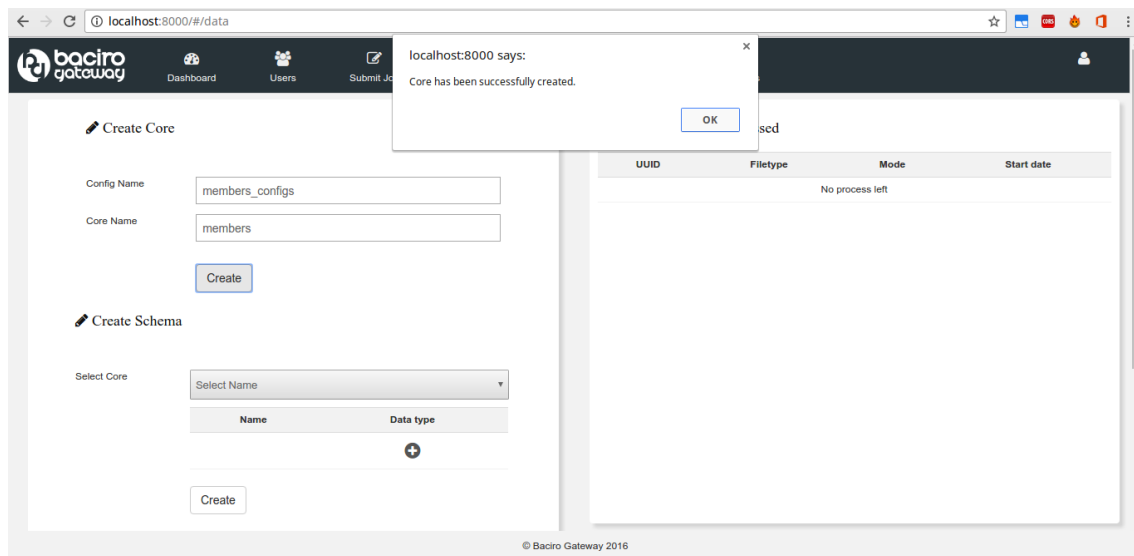 localhost:8000/#/data
CORS
baciro
gateway
Dashboard
Users
Submit Jo
localhost:8000 says:
Core has been successfully created.
OK
Create Core
Config Name
members_configs
Core Name
members
Create
Create Schema
Select Core
Select Name
Name
Data type
Create
sed
UUID
Filetype
Mode
Start date
No process left
© Baciro Gateway 2016